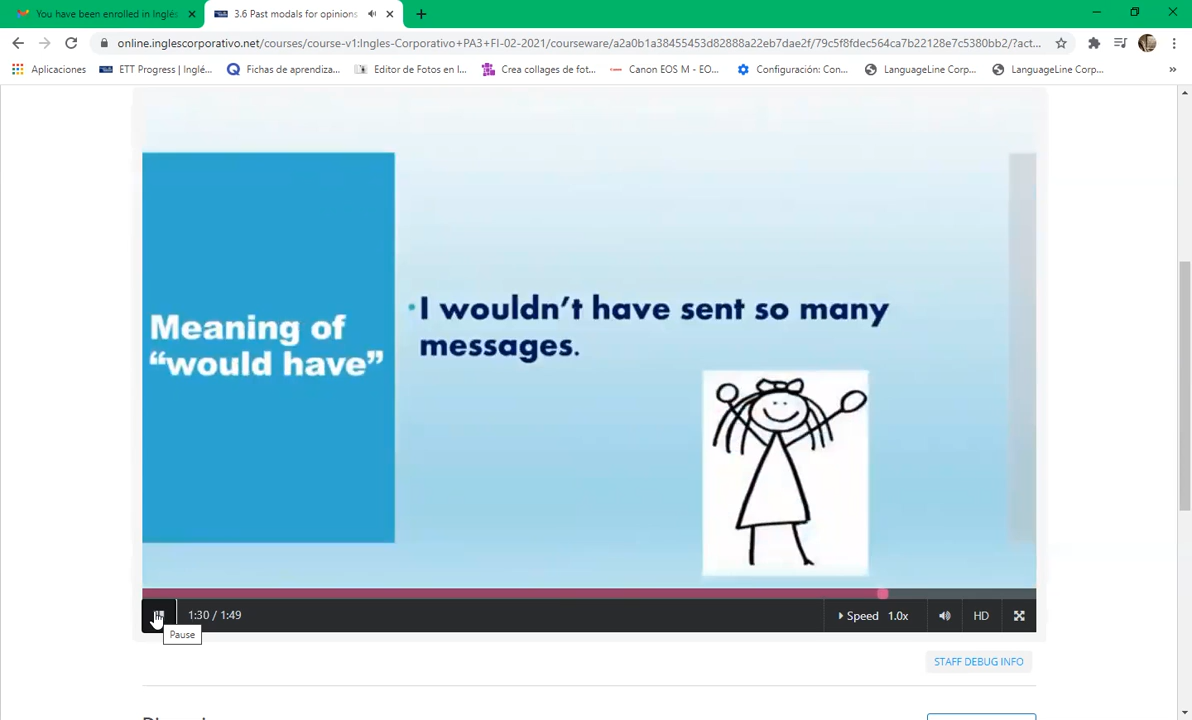 You have been enrolled in Inglés
3.6 Past modals for opinions
online.inglescorporativo.net/courses/course-v1:Ingles-Corporativo+PA3+FI-02-2021/courseware/a2a0b1a38455453d82888a22eb7dae2f/79c5f8fdec564ca7b22128e7c5380bb2/?act...
Aplicaciones
ETT Progress | Inglé...
Fichas de aprendiza...
Editor de Fotos en l...
Crea collages de fot...
Canon EOS M - EO...
Configuración: Con...
LanguageLine Corp...
LanguageLine Corp...
»
Meaning of
“would have”
• I wouldn’t have sent so many
messages.
1:30 / 1:49
Speed 1.0x
HD
Pause
STAFF DEBUG INFO